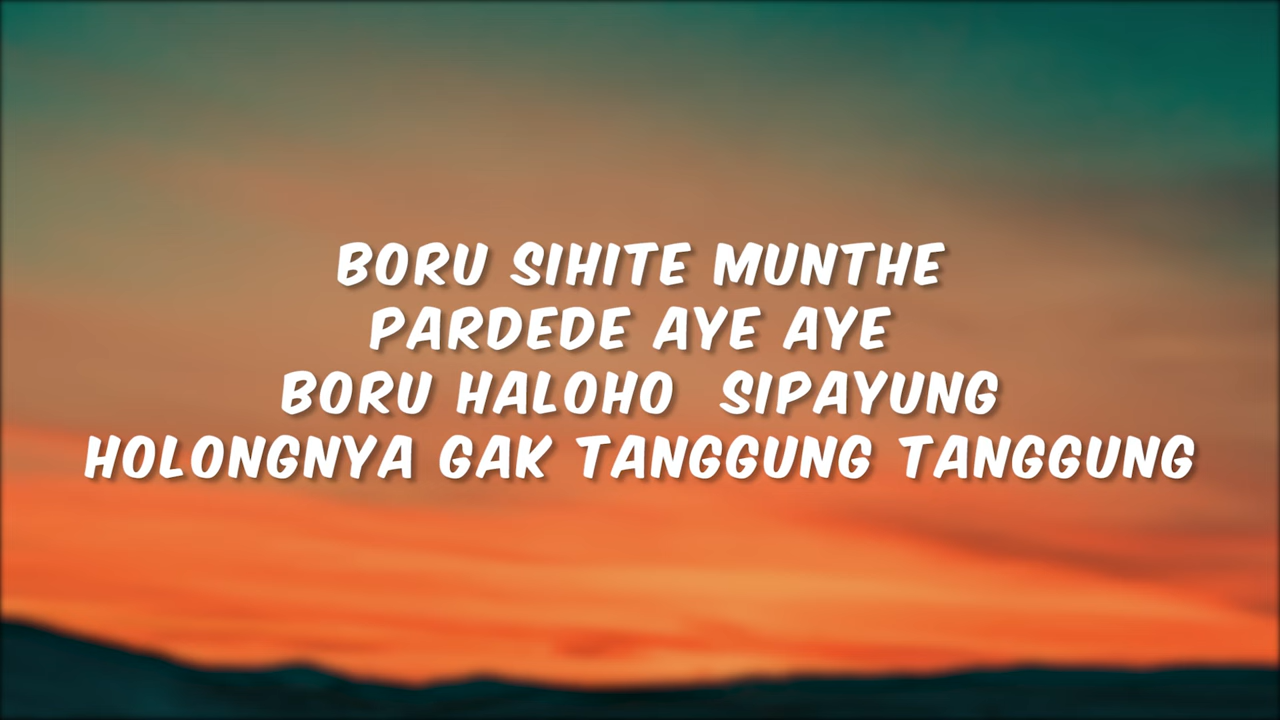 BORU SIHITE MUNTHE
PARDEDE AYE AYE
BORU HALOHO SIPAYUNG
HOLONGNYA GAK TANGGUNG TANGGUNG